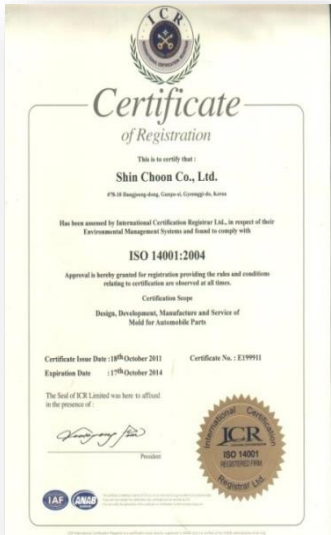 ICR
Certificate
of Registration
This is to certify that :
Shin Choon Co., Ltd.
Has been assessed by International Certification Registrar Ltd., in respect of their
Environmental Management Systems and found to comply with
ISO 14001:2004
Approval is hereby granted for registration providing the rules and conditions
relating to certification are observed at all times.
Certification Scope
Design, Development, Manufacture and Service of
Mold for Automobile Parts
Certificate Issue Date : 18th October 2011 Certificate No. : E199911
Expiration Date : 17th October 2014
The Seal of ICR Limited was here to affixed
in the presence of :
President
International Certification
ICR
ISO 14001
REGISTERED FIRM
Registrar Ltd.
IAF ANAB